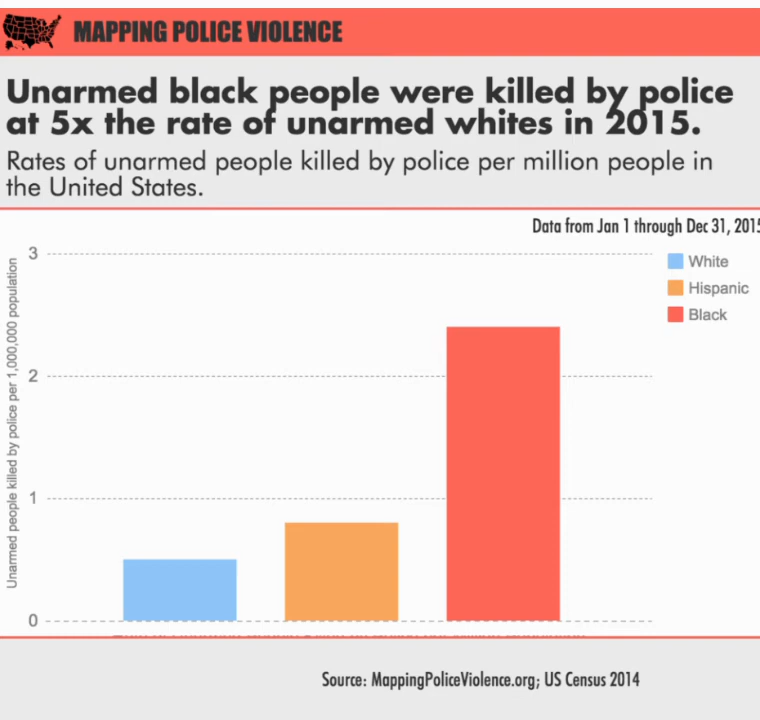 MAPPING POLICE VIOLENCE
Unarmed black people were killed by police
at 5x the rate of unarmed whites in 2015.
Rates of unarmed people killed by police per million people in
the United States.
Data from Jan 1 through Dec 31, 2015
Unarmed people killed by police per 1,000,000 population
3
2
1
0
White
Hispanic
Black
Source: MappingPoliceViolence.org; US Census 2014